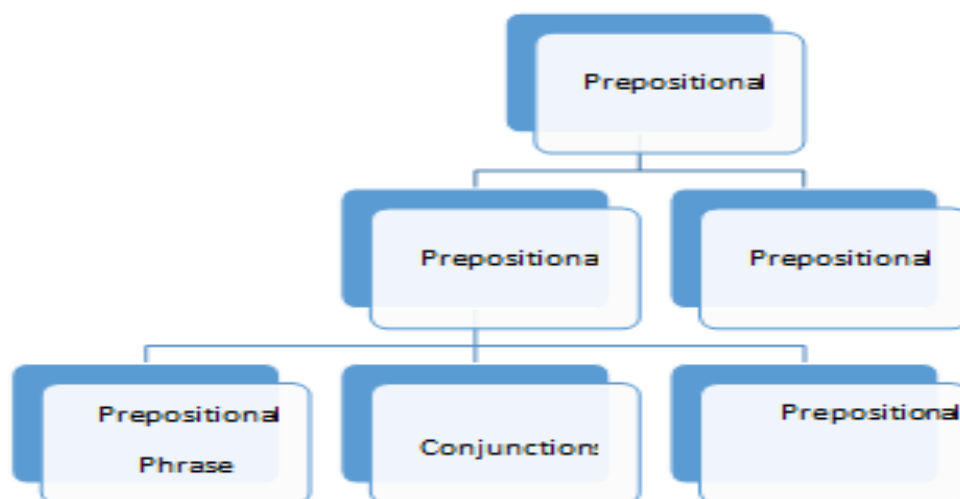 Prepositional
Prepositiona
Prepositional
Prepositional
Phrase
Conjunctions
Prepositional